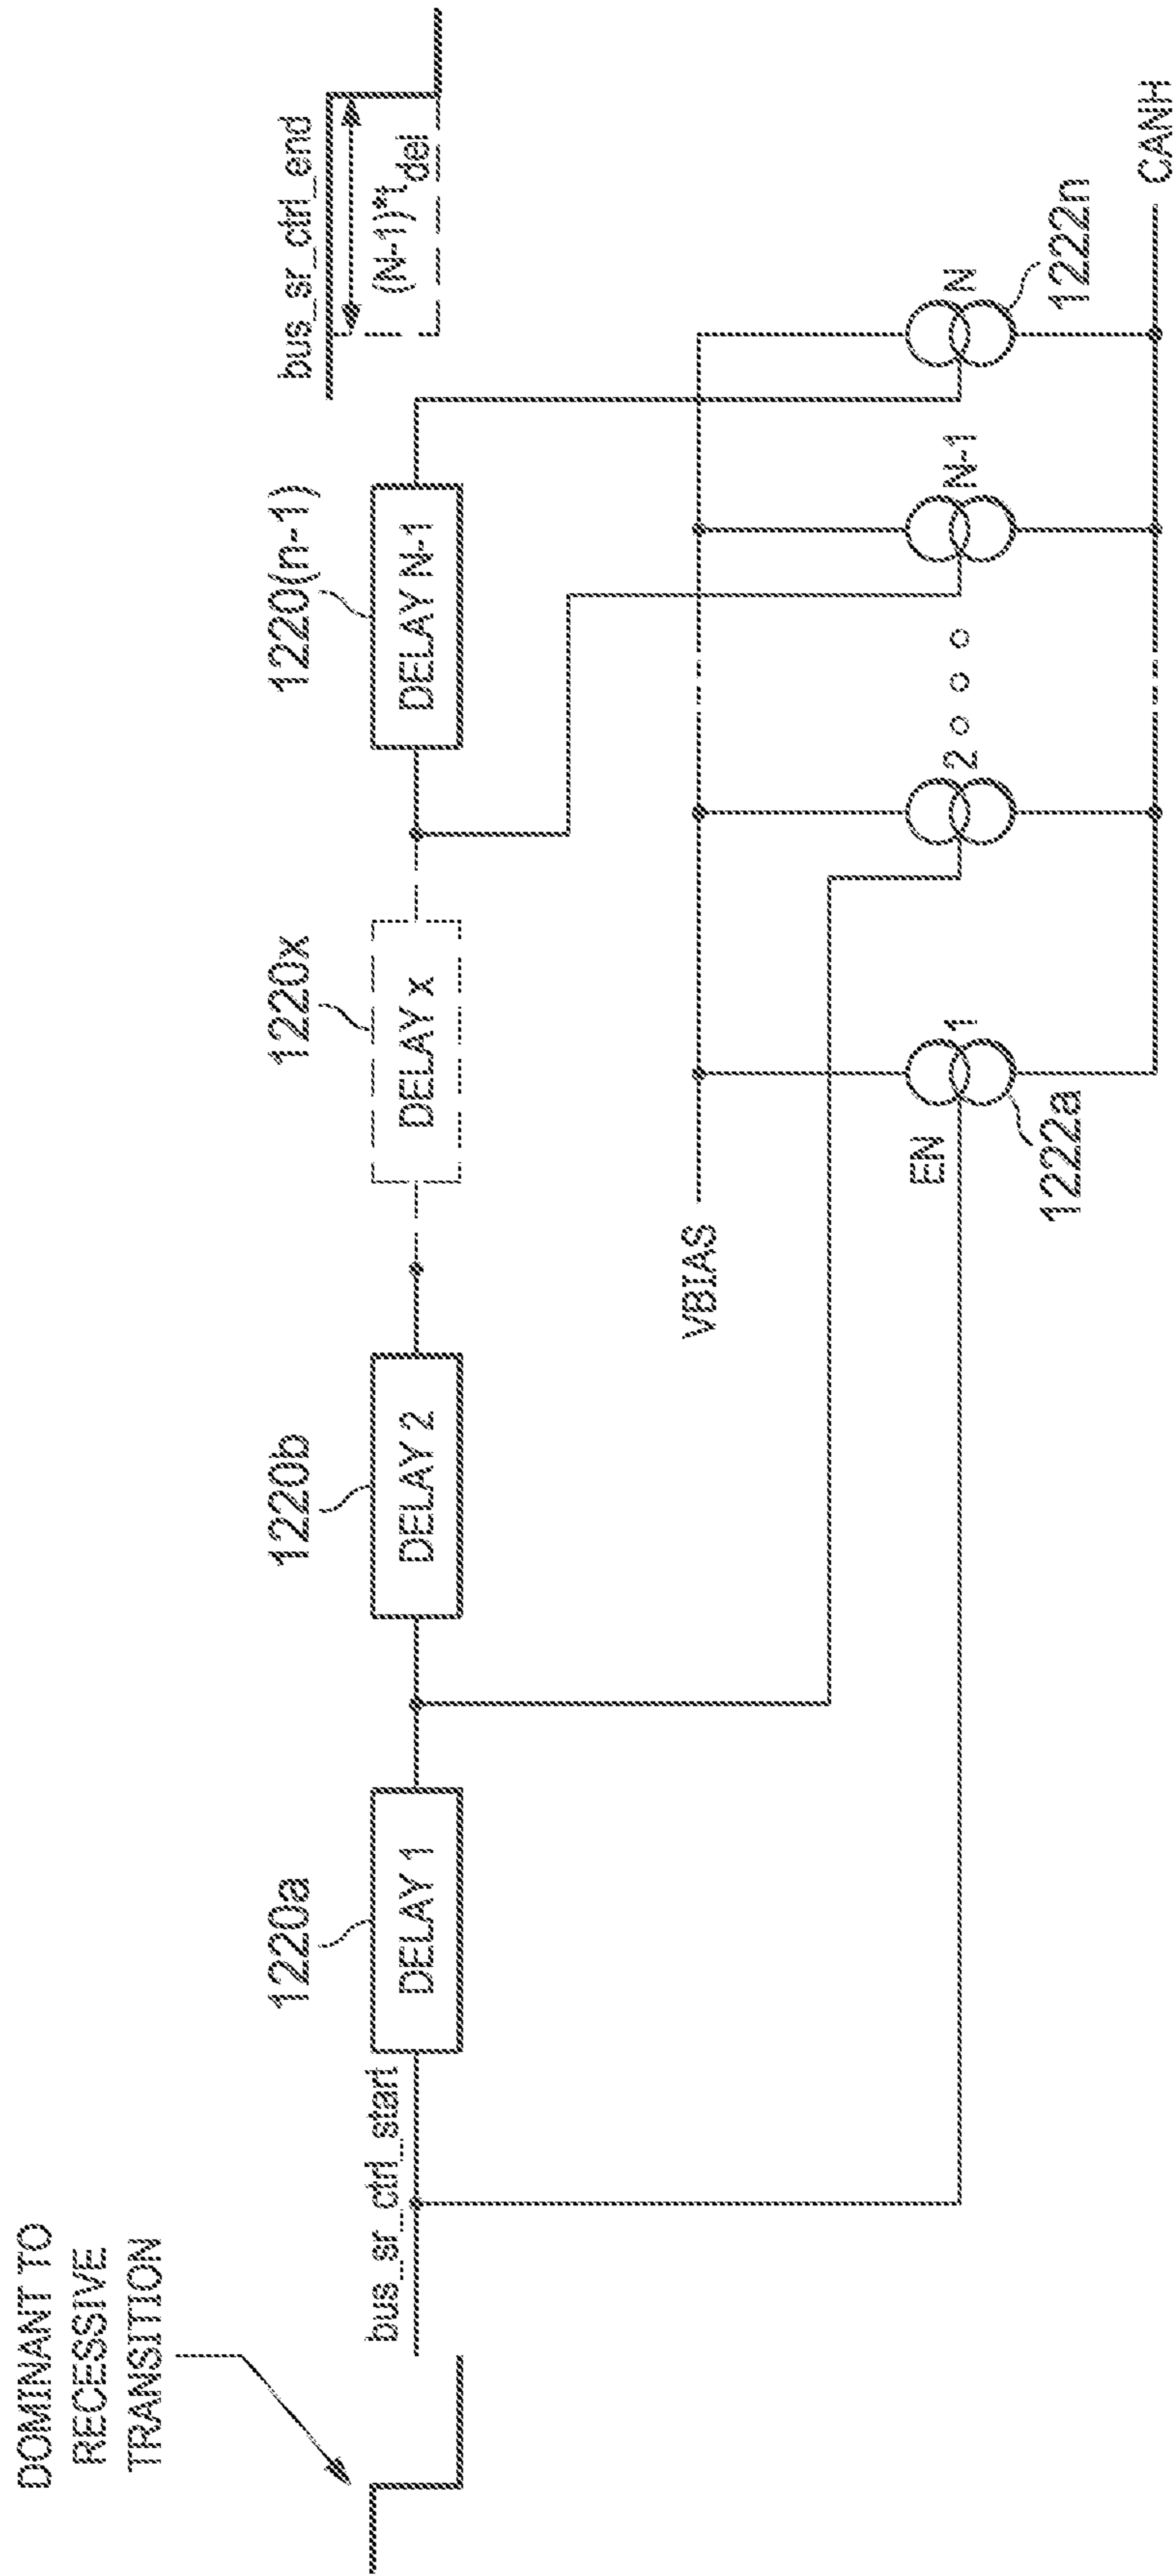 DOMINANT TO
RECESSIVE
TRANSITION
bus_sr_ctrl_start
1220a
DELAY 1
1220b
DELAY 2
1220x
DELAY x
1220(n-1)
DELAY N-1
bus_sr_ctrl_end
(N-1)*tdel
VBIAS
EN
1
1222a
2
N-1
N
1222n
CANH